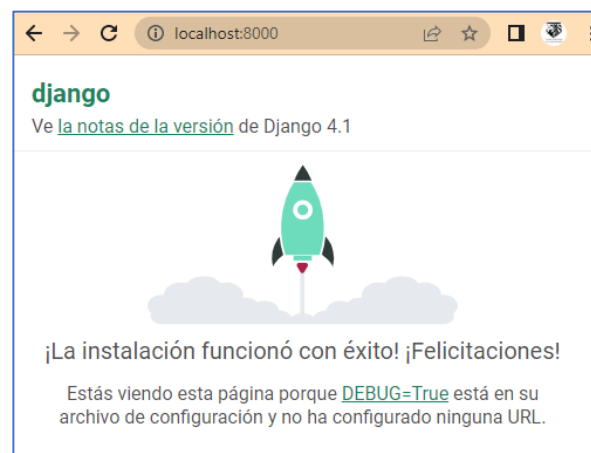 localhost:8000
django
Ve la notas de la versión de Django 4.1
¡La instalación funcionó con éxito! ¡Felicitaciones!
Estás viendo esta página porque DEBUG=True está en su
archivo de configuración y no ha configurado ninguna URL.